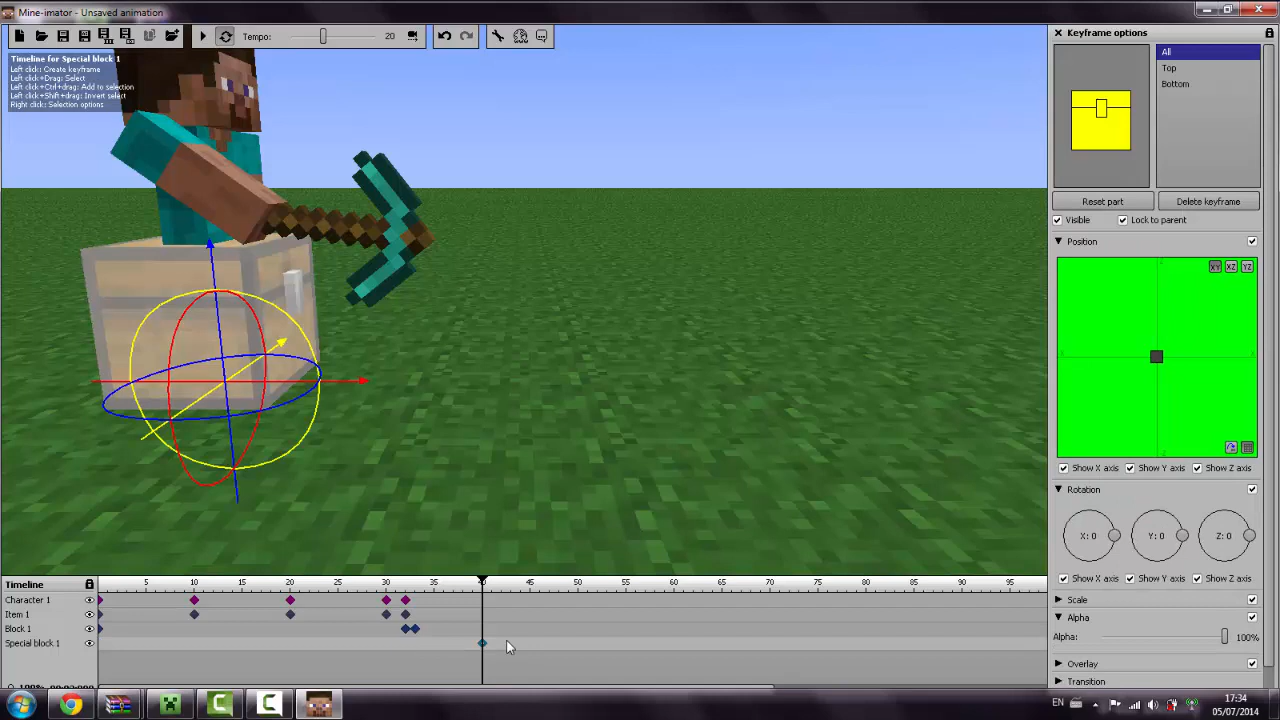 Mine-imator - Unsaved animation
Tempo: 20
Timeline for Special block 1
Left click: Create keyframe
Left click+Drag: Select
Left click+Ctrl+drag: Add to selection
Left click+Shift+drag: Invert select
Right click: Selection options
Keyframe options
All
Top
Bottom
Reset part
Delete keyframe
Visible
Lock to parent
Position
XY
XZ
YZ
Show X axis
Show Y axis
Show Z axis
Rotation
X: 0
Y: 0
Z: 0
Show X axis
Show Y axis
Show Z axis
Scale
Alpha
Alpha: 100%
Overlay
Transition
Timeline
5 10 15 20 25 30 35 45 50 55 60 65 70 75 80 85 90 95
Character 1
Item 1
Block 1
Special block 1
EN
17:34
05/07/2014